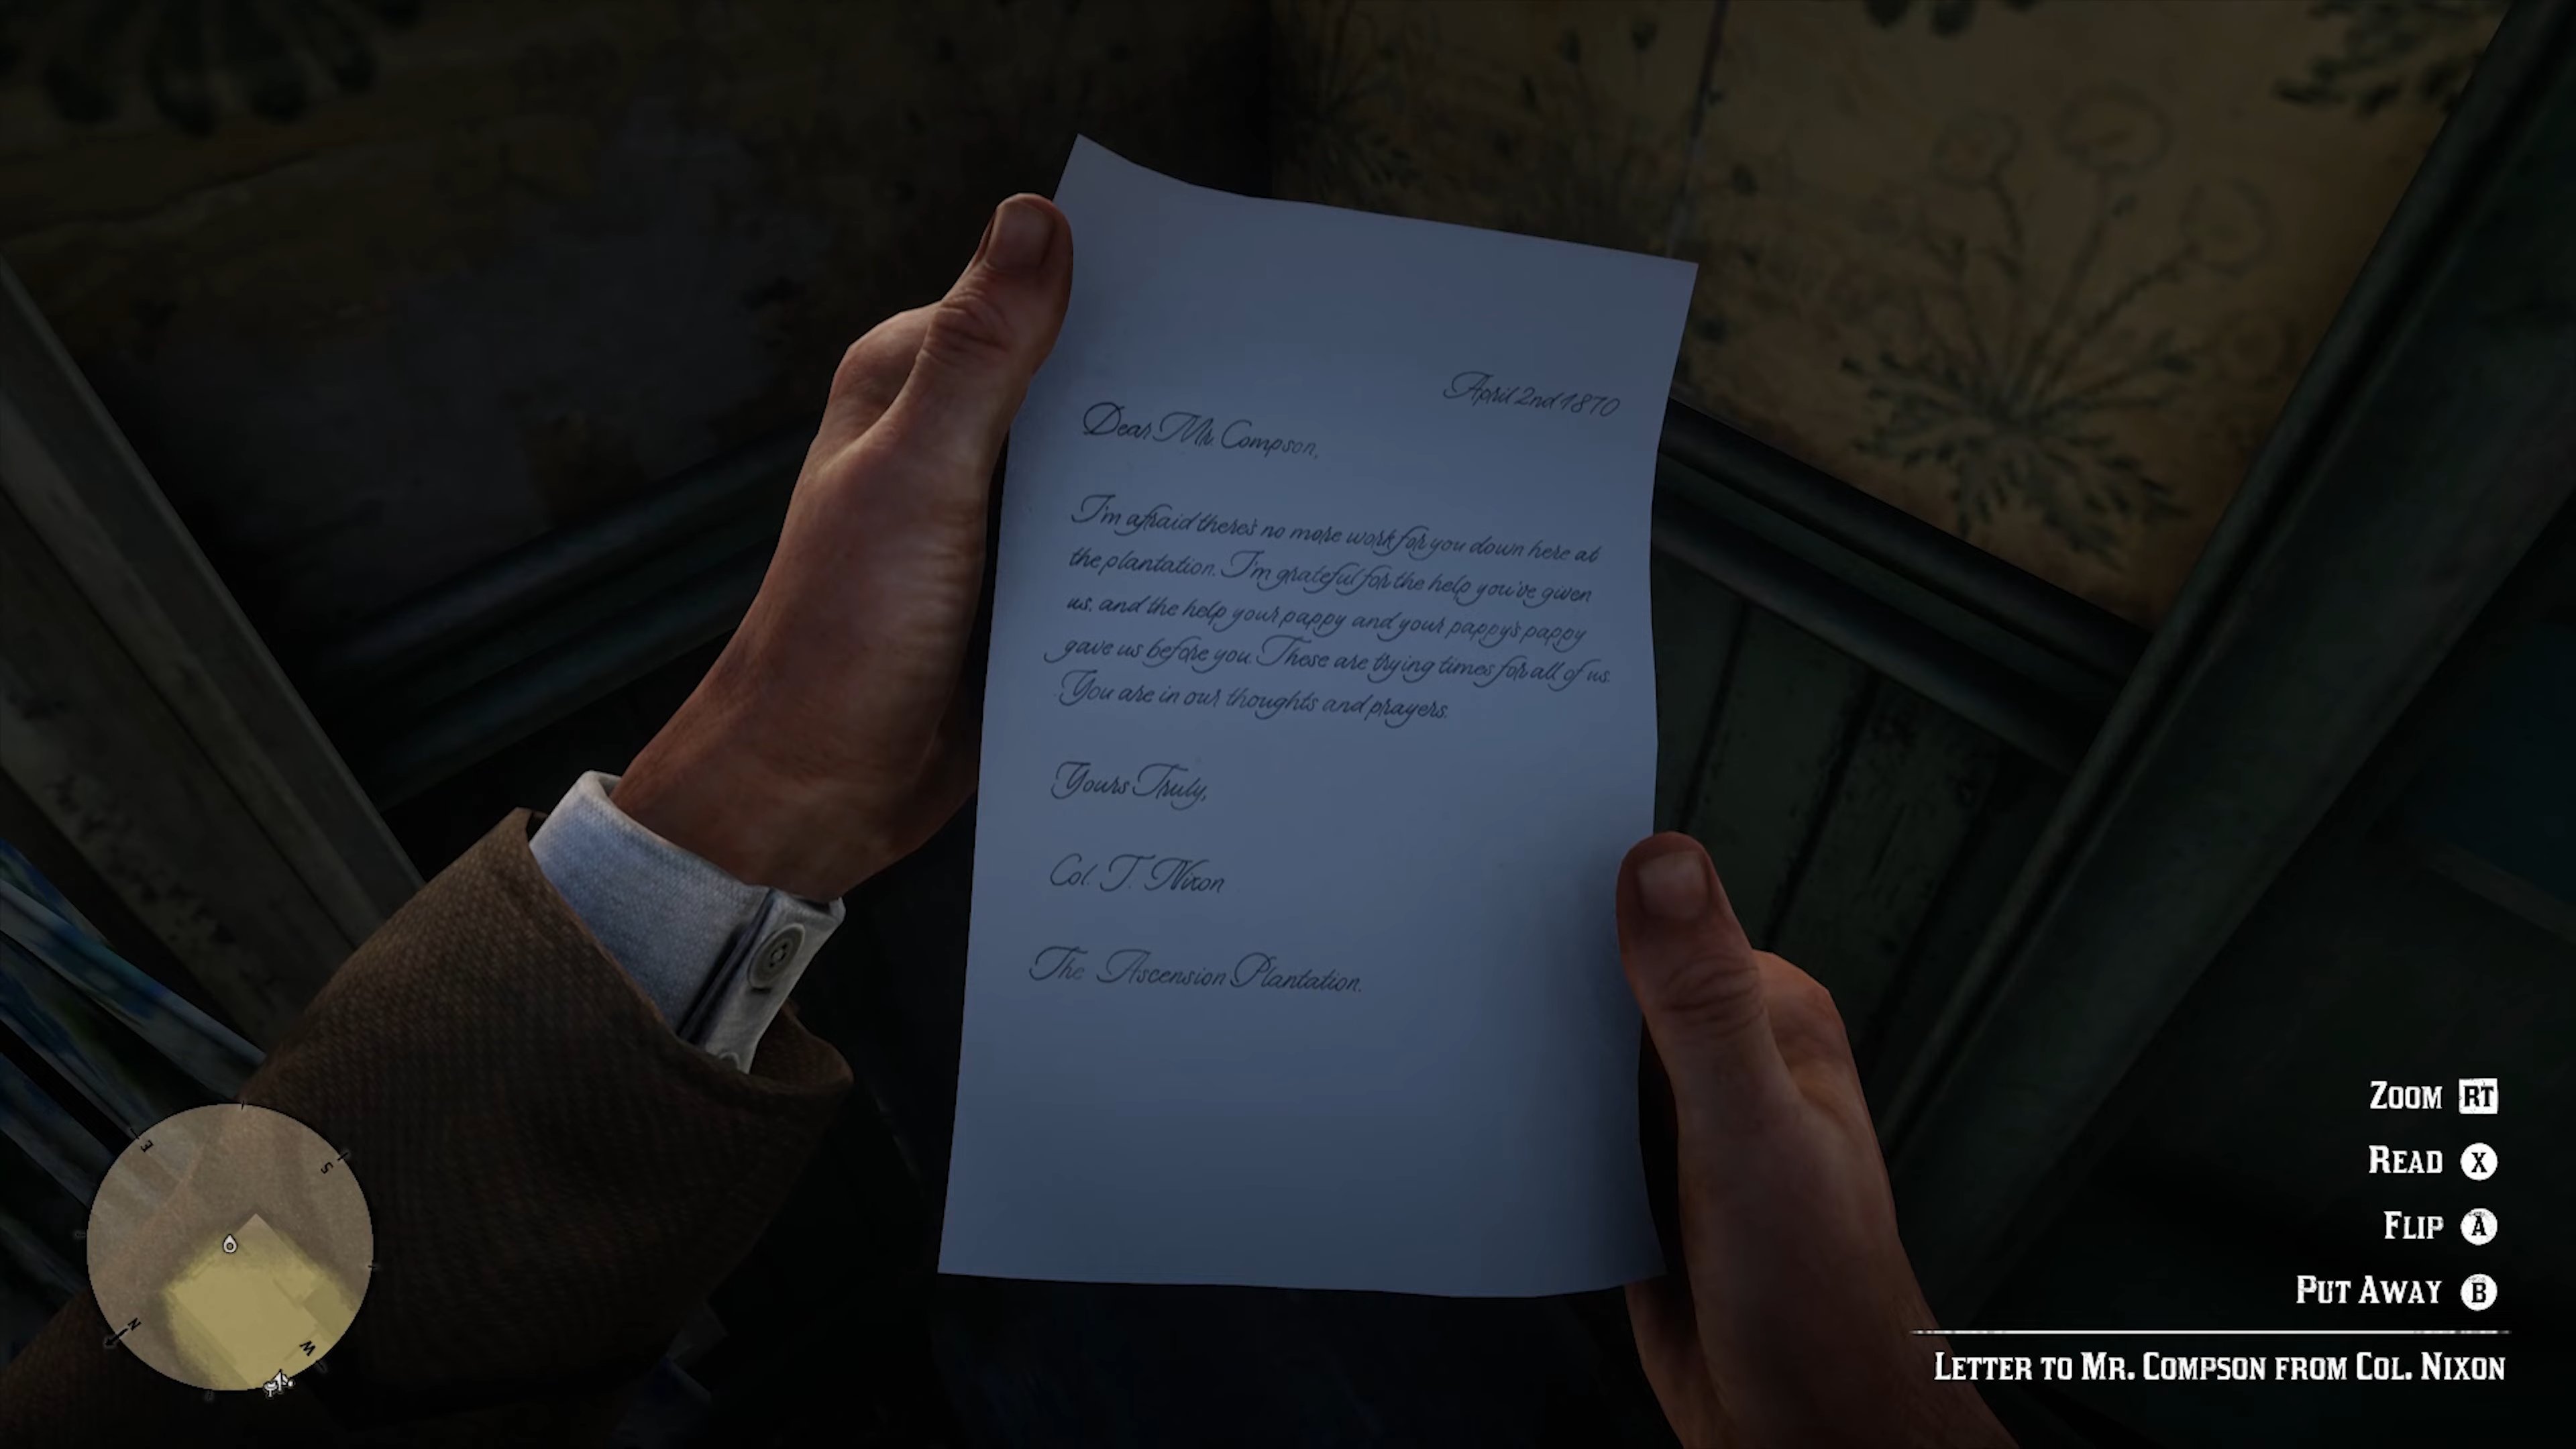 April 2nd 1870
Dear Mr. Compson,
I'm afraid there's no more work for you down here at
the plantation. I'm grateful for the help you've given
us, and the help your pappy and your pappy's pappy
gave us before you. These are trying times for all of us.
You are in our thoughts and prayers.
Yours Truly,
Col. T. Nixon
The Ascension Plantation.
E
S
N
W
ZOOM RT
READ X
FLIP A
PUT AWAY B
LETTER TO MR. COMPSON FROM COL. NIXON